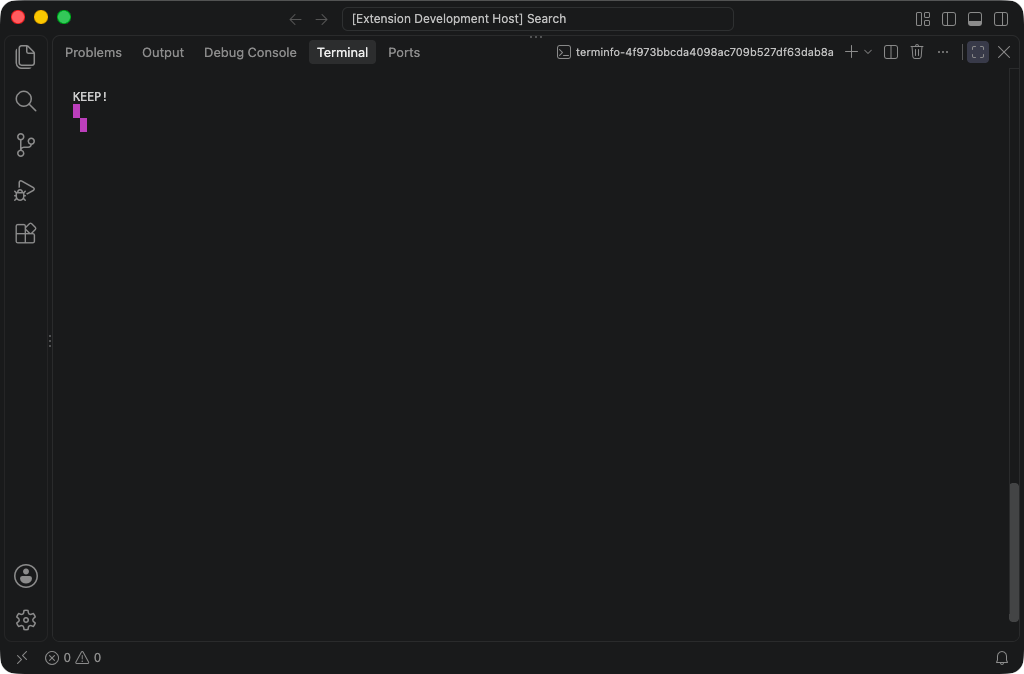 [Extension Development Host] Search
Problems Output Debug Console Terminal Ports
terminfo-4f973bbcda4098ac709b527df63dab8a
KEEP!
0 0